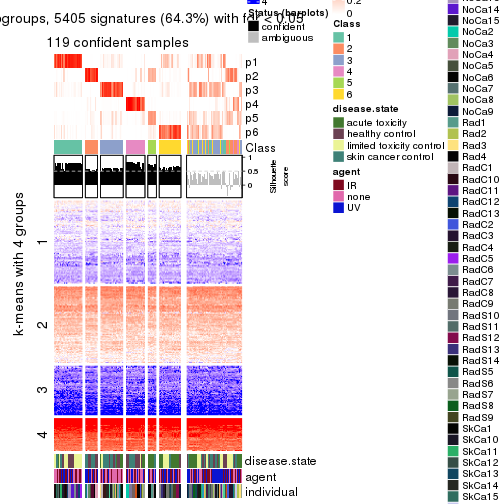 ogroups, 5405 signatures (64.3%) with fdr < 0.05
119 confident samples
p1
p2
p3
p4
p5
p6
Class
1
0.5
0
Silhouette
score
k-means with 4 groups
1
2
3
4
disease.state
agent
individual
4
Status (barplots)
confident
ambiguous
0.2
0
Class
1
2
3
4
5
6
disease.state
acute toxicity
healthy control
limited toxicity control
skin cancer control
agent
IR
none
UV
NoCa14
NoCa15
NoCa2
NoCa3
NoCa4
NoCa5
NoCa6
NoCa7
NoCa8
NoCa9
Rad1
Rad2
Rad3
Rad4
RadC1
RadC10
RadC11
RadC12
RadC13
RadC2
RadC3
RadC4
RadC5
RadC6
RadC7
RadC8
RadC9
RadS10
RadS11
RadS12
RadS13
RadS14
RadS5
RadS6
RadS7
RadS8
RadS9
SkCa1
SkCa10
SkCa11
SkCa12
SkCa13
SkCa14
SkCa15